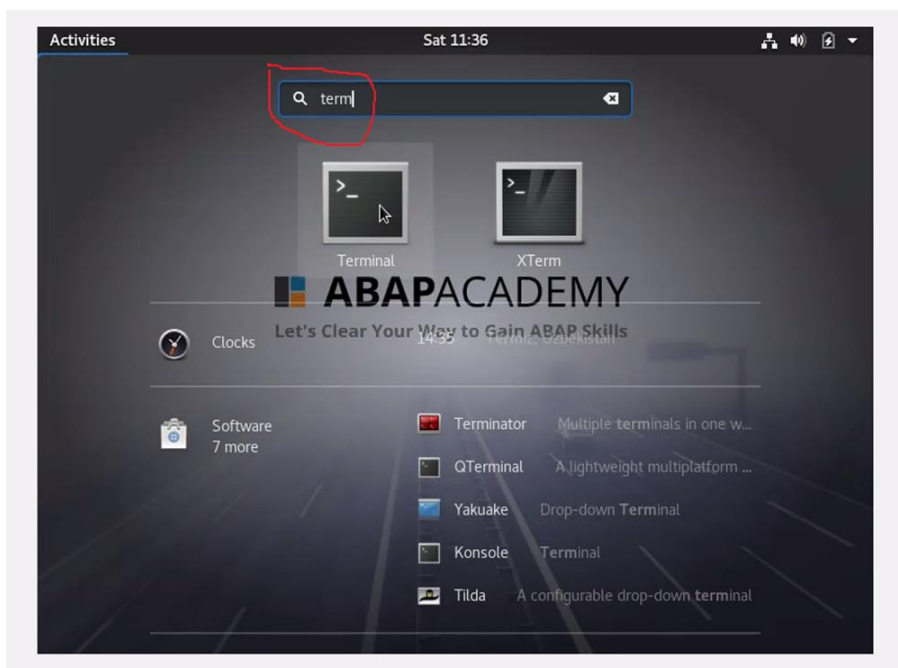 Activities
Sat 11:36
term
Terminal
XTerm
ABAPACADEMY
Let's Clear Your Way to Gain ABAP Skills
Clocks
14:35 Termiz, Uzbekistan
Software
7 more
Terminator Multiple terminals in one w...
QTerminal A lightweight multiplatform ...
Yakuake Drop-down Terminal
Konsole Terminal
Tilda A configurable drop-down terminal